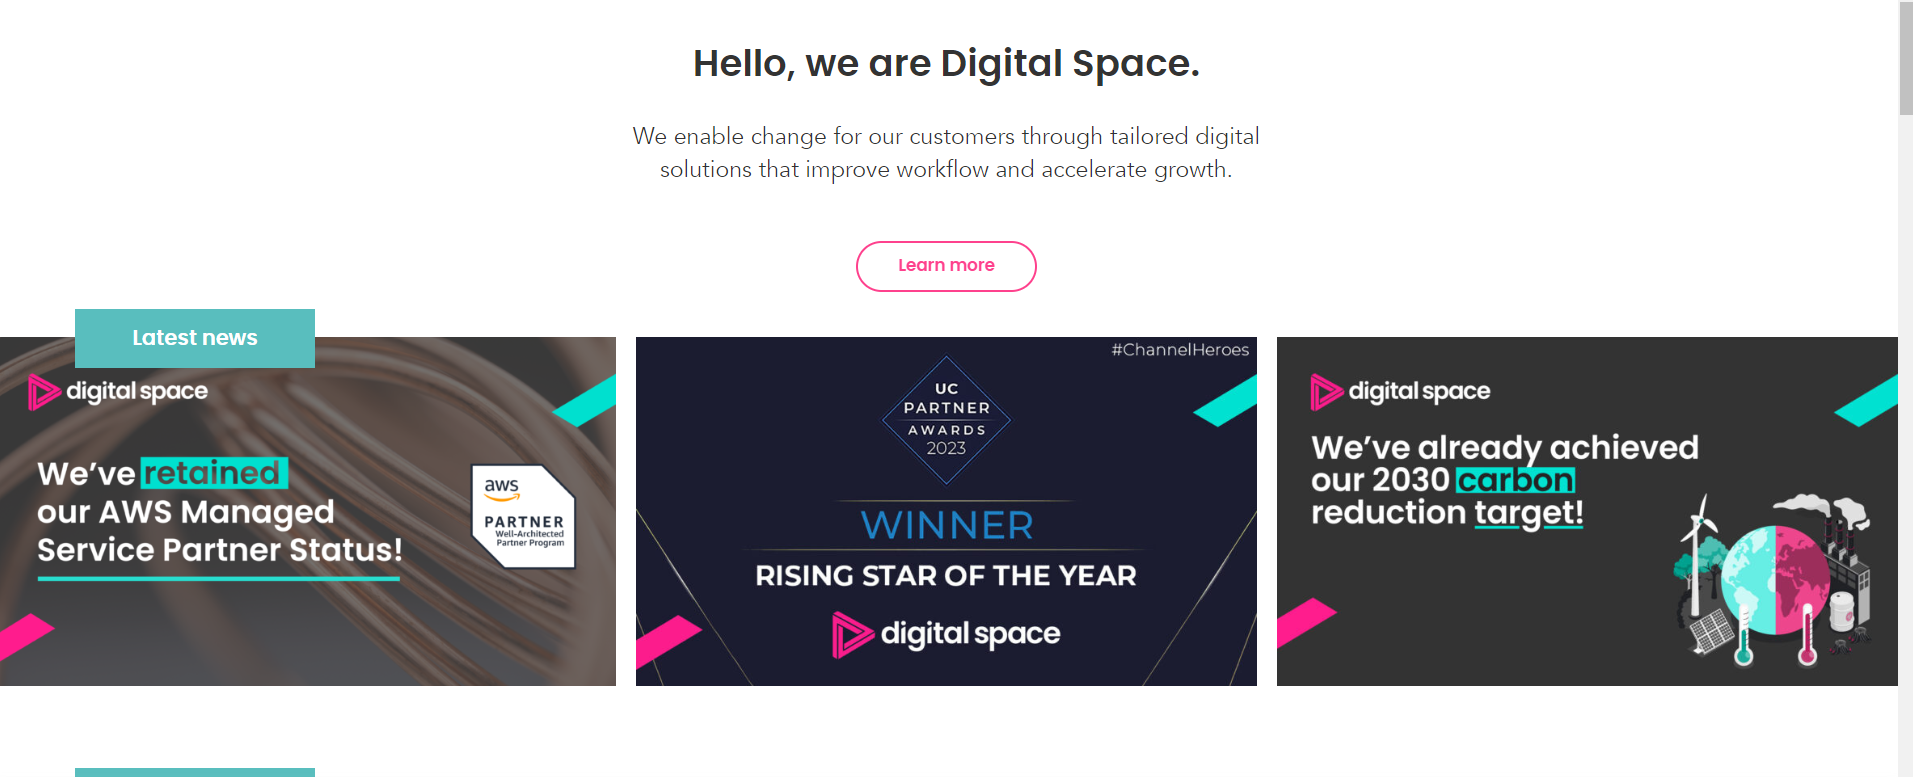 Hello, we are Digital Space.
We enable change for our customers through tailored digital
solutions that improve workflow and accelerate growth.
Learn more
Latest news
digital space
We've retained
our AWS Managed
Service Partner Status!
aws
PARTNER
Well-Architected
Partner Program
#ChannelHeroes
UC
PARTNER
AWARDS
2023
WINNER
RISING STAR OF THE YEAR
digital space
digital space
We've already achieved
our 2030 carbon
reduction target!